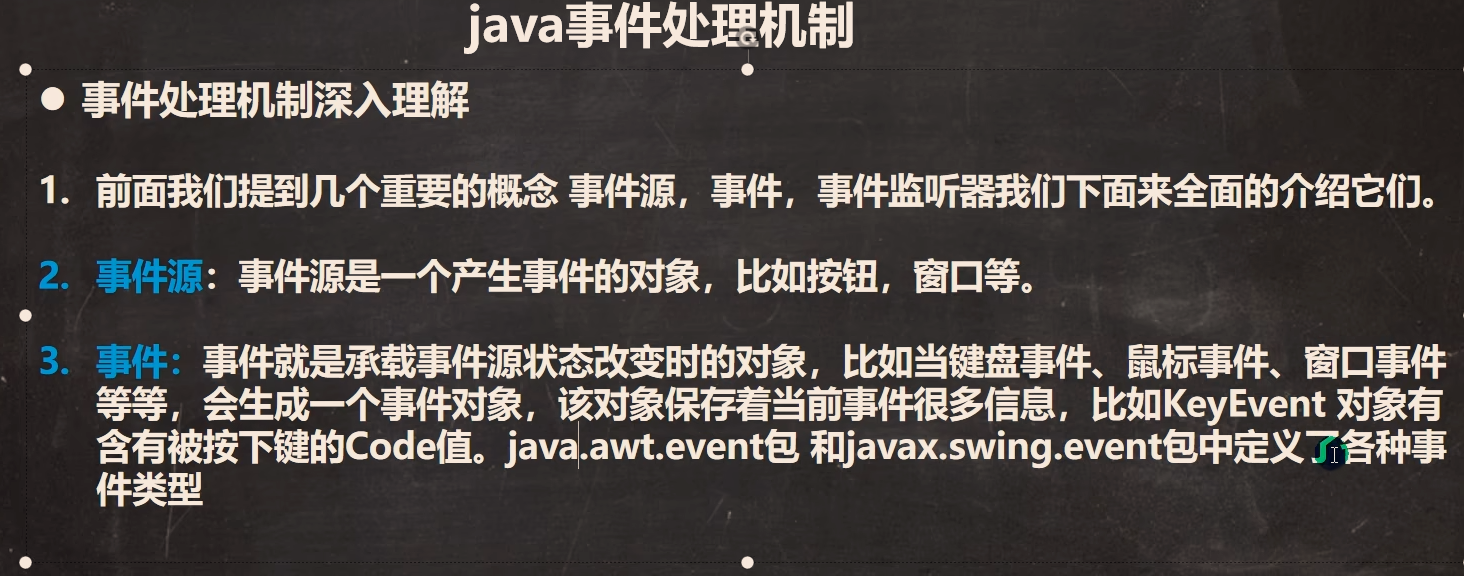 java事件处理机制
● 事件处理机制深入理解
1. 前面我们提到几个重要的概念 事件源，事件，事件监听器我们下面来全面的介绍它们。
2. 事件源：事件源是一个产生事件的对象，比如按钮，窗口等。
3. 事件：事件就是承载事件源状态改变时的对象，比如当键盘事件、鼠标事件、窗口事件
等等，会生成一个事件对象，该对象保存着当前事件很多信息，比如KeyEvent 对象有
含有被按下键的Code值。java.awt.event包 和javax.swing.event包中定义了各种事
件类型